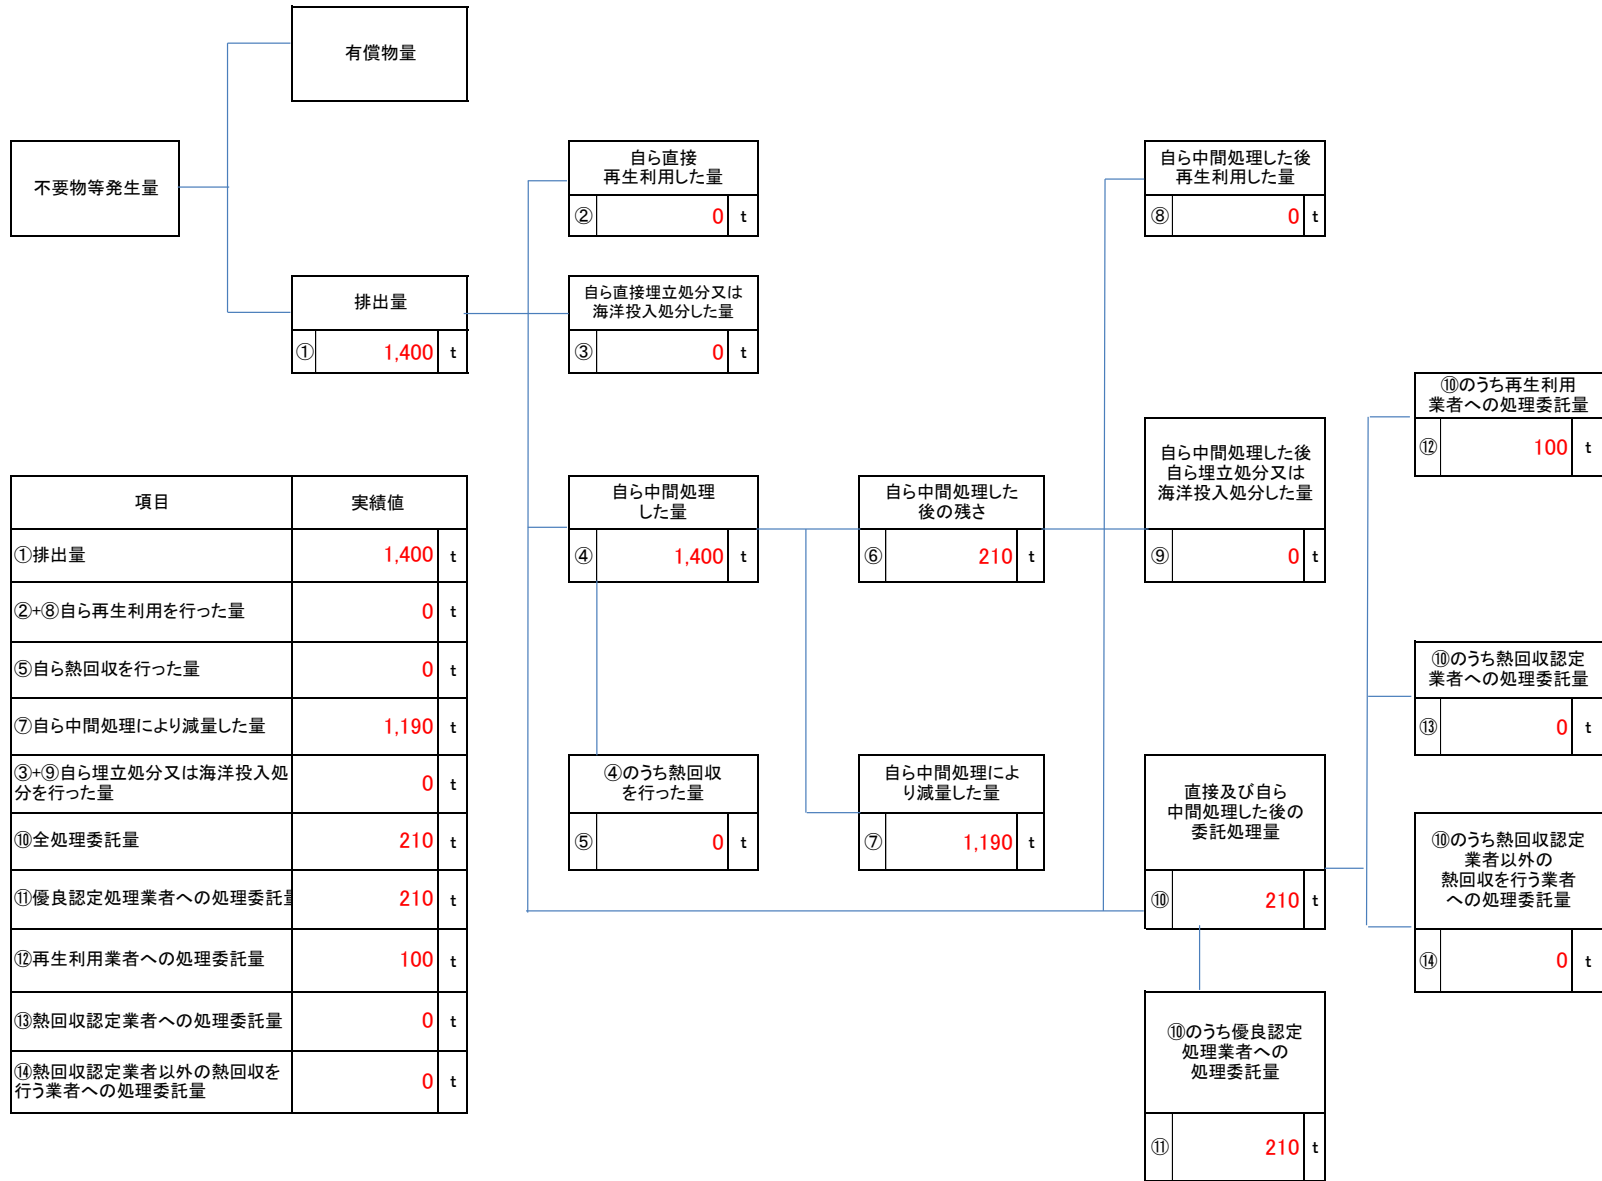 有償物量
不要物等発生量
排出量
① 1,400 t
自ら直接
再生利用した量
② 0 t
自ら直接埋立処分又は
海洋投入処分した量
③ 0 t
自ら中間処理
した量
④ 1,400 t
④のうち熱回収
を行った量
⑤ 0 t
自ら中間処理した
後の残さ
⑥ 210 t
自ら中間処理によ
り減量した量
⑦ 1,190 t
自ら中間処理した後
再生利用した量
⑧ 0 t
自ら中間処理した後
自ら埋立処分又は
海洋投入処分した量
⑨ 0 t
直接及び自ら
中間処理した後の
委託処理量
⑩ 210 t
⑩のうち優良認定
処理業者への
処理委託量
⑪ 210 t
⑩のうち再生利用
業者への処理委託量
⑫ 100 t
⑩のうち熱回収認定
業者への処理委託量
⑬ 0 t
⑩のうち熱回収認定
業者以外の
熱回収を行う業者
への処理委託量
⑭ 0 t
項目 実績値
①排出量 1,400 t
②+⑧自ら再生利用を行った量 0 t
⑤自ら熱回収を行った量 0 t
⑦自ら中間処理により減量した量 1,190 t
③+⑨自ら埋立処分又は海洋投入処
分を行った量 0 t
⑩全処理委託量 210 t
⑪優良認定処理業者への処理委託量 210 t
⑫再生利用業者への処理委託量 100 t
⑬熱回収認定業者への処理委託量 0 t
⑭熱回収認定業者以外の熱回収を
行う業者への処理委託量 0 t